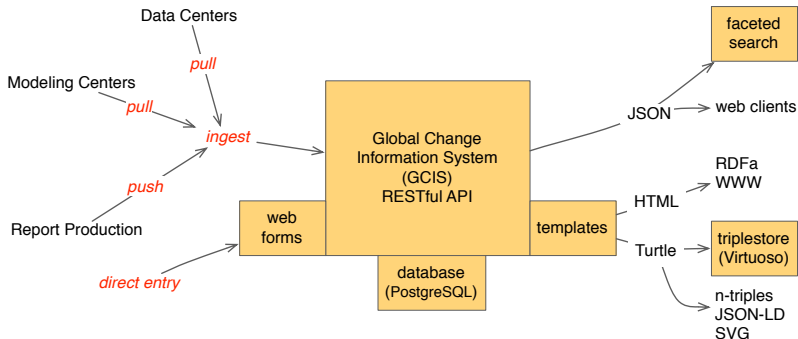 Data Centers
pull
Modeling Centers
pull
ingest
push
Report Production
direct entry
web
forms
Global Change
Information System
(GCIS)
RESTful API
database
(PostgreSQL)
templates
JSON
faceted
search
web clients
HTML
RDFa
WWW
Turtle
triplestore
(Virtuoso)
n-triples
JSON-LD
SVG